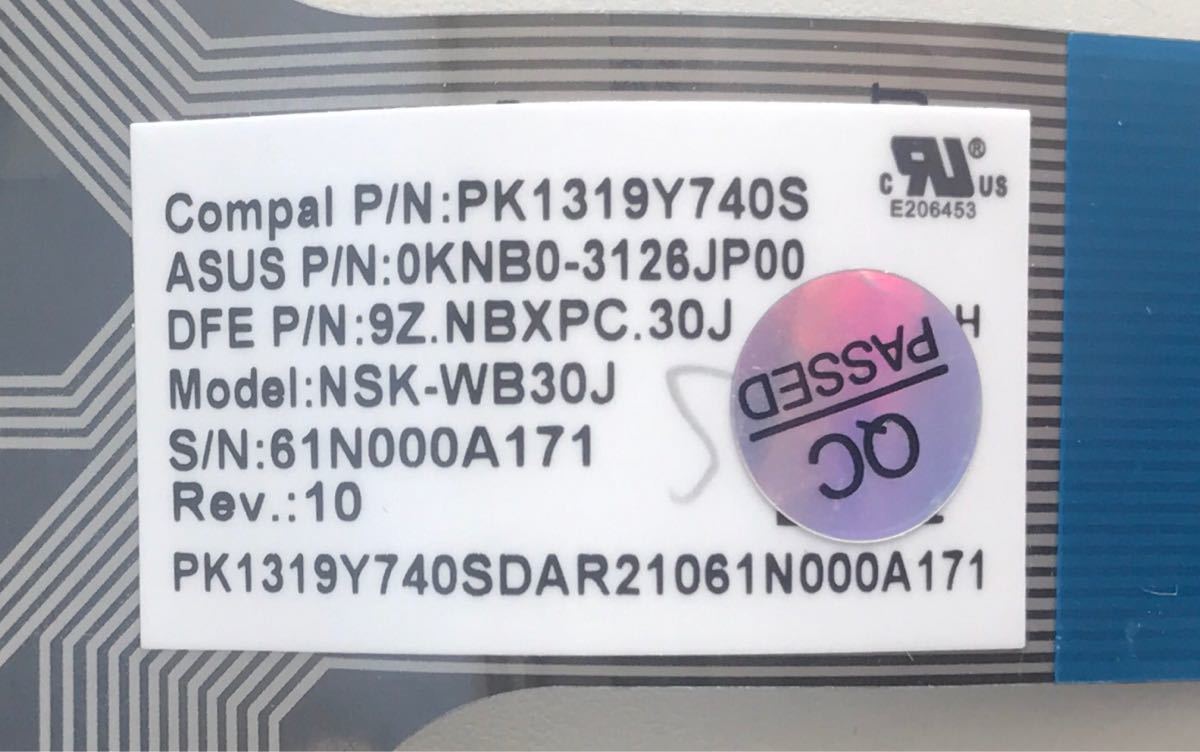 Compal P/N:PK1319Y740S
ASUS P/N:0KNB0-3126JP00
DFE P/N:9Z.NBXPC.30J
H
Model:NSK-WB30J
S/N:61N000A171
Rev.:10
PK1319Y740SDAR21061N000A171
C US ®
E206453
QC
PASSED